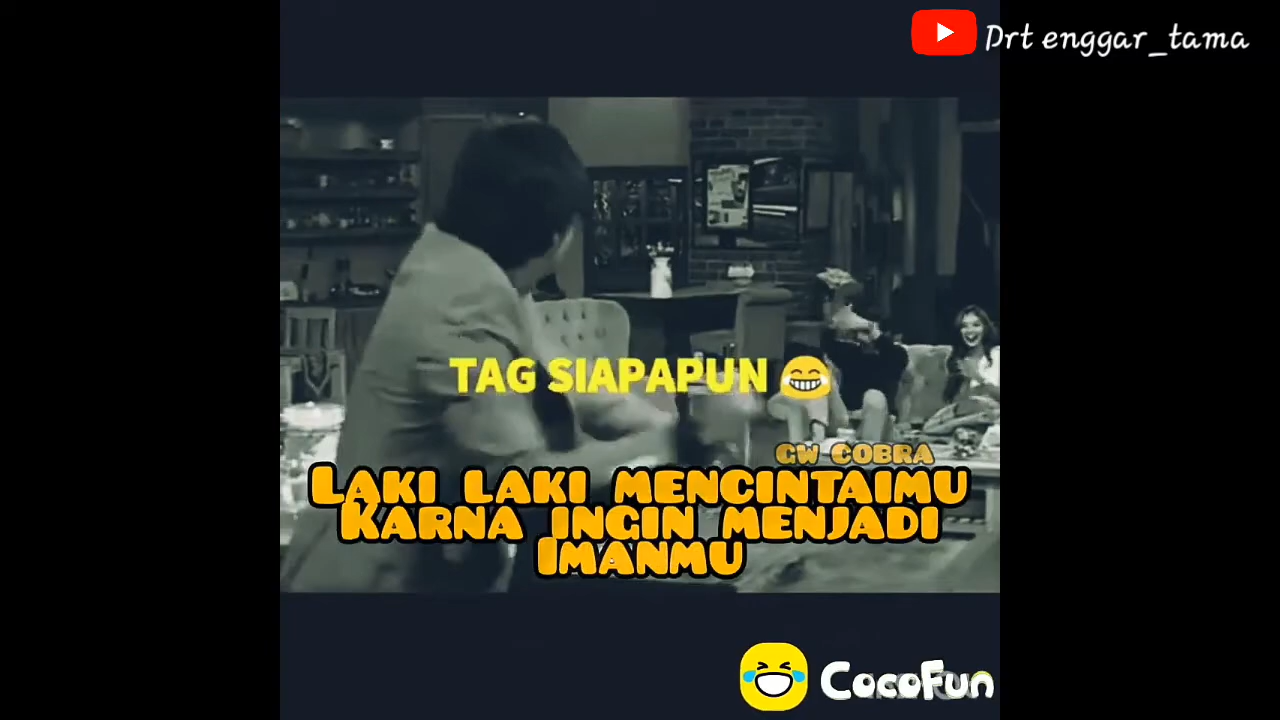 Drt enggar_tama
TAG SIAPAPUN 😂
GW COBRA
LAKI LAKI MENCINTAIMU
KARNA INGIN MENJADI
IMANMU
CocoFun